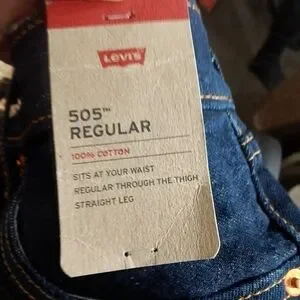 Levi's
505™
REGULAR
100% COTTON
SITS AT YOUR WAIST
REGULAR THROUGH THE THIGH
STRAIGHT LEG